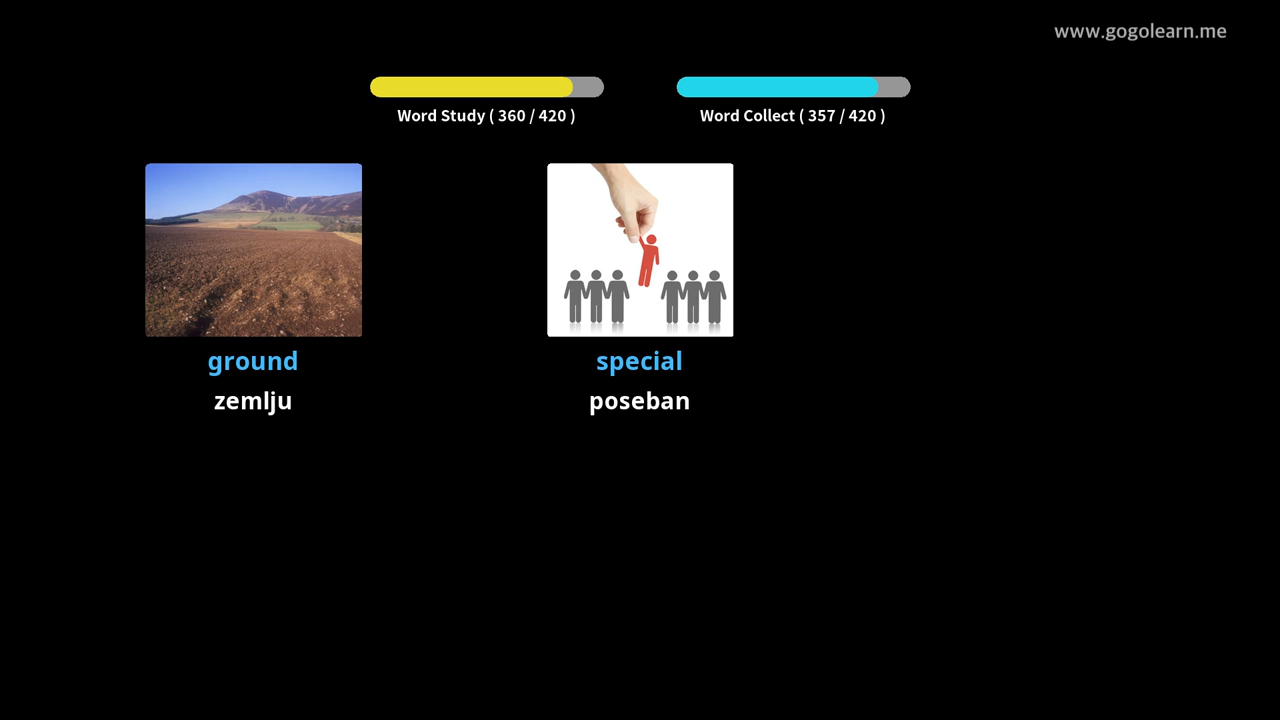 www.gogolearn.me
Word Study ( 360 / 420 )
Word Collect ( 357 / 420 )
ground
zemlju
special
poseban